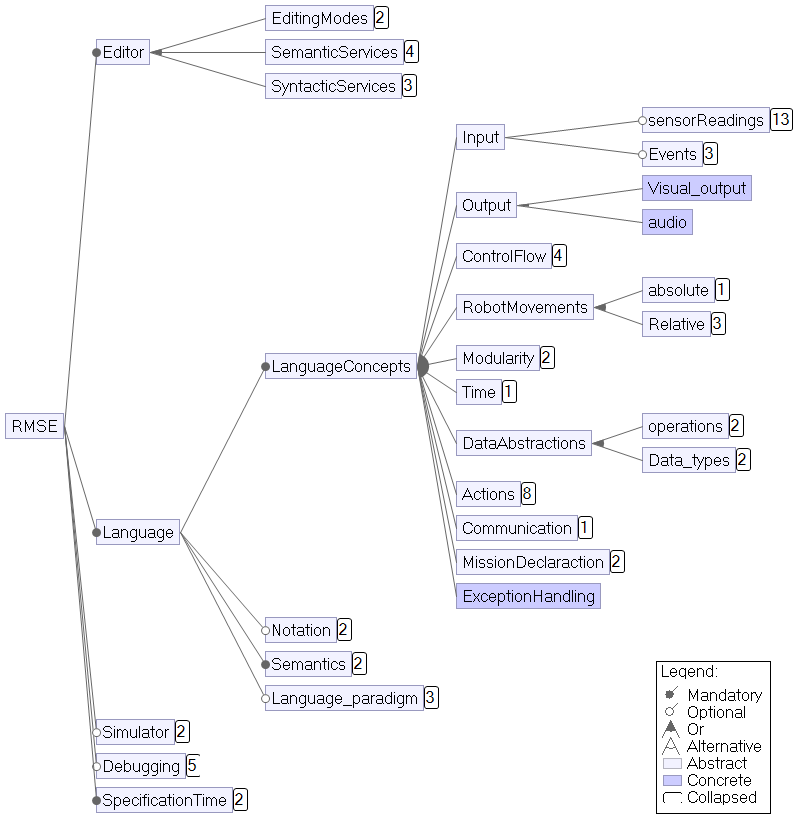 EditingModes 2
Editor
SemanticServices 4
SyntacticServices 3
sensorReadings 13
Input
Events 3
Visual_output
Output
audio
ControlFlow 4
absolute 1
RobotMovements
Relative 3
Modularity 2
LanguageConcepts
Time 1
RMSE
operations 2
DataAbstractions
Data_types 2
Actions 8
Communication 1
Language
MissionDeclaraction 2
ExceptionHandling
Notation 2
Semantics 2
Language_paradigm 3
Simulator 2
Debugging 5
SpecificationTime 2
Legend:
Mandatory
Optional
Or
Alternative
Abstract
Concrete
Collapsed